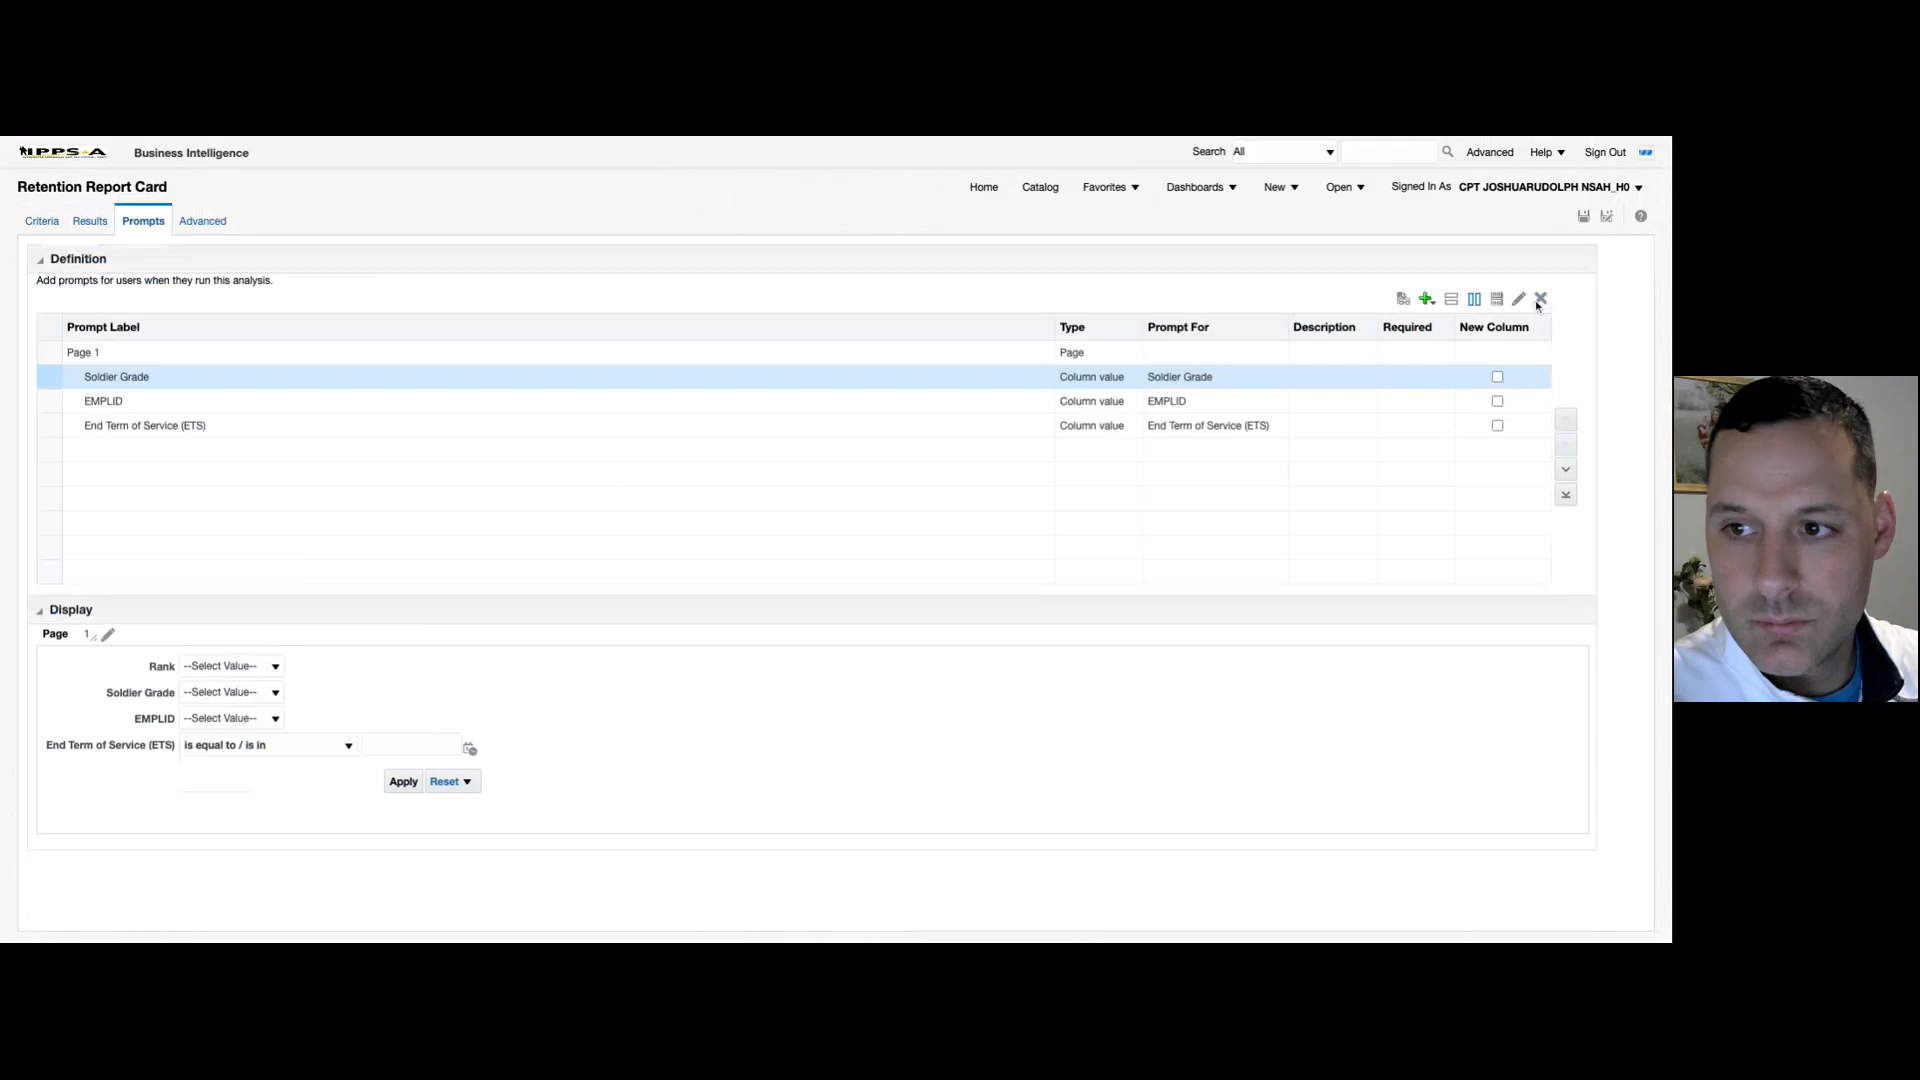 IPPS-A
Business Intelligence
Search All
Advanced
Help
Sign Out
Retention Report Card
Home
Catalog
Favorites
Dashboards
New
Open
Signed In As CPT JOSHUARUDOLPH NSAH_H0
Criteria
Results
Prompts
Advanced
Definition
Add prompts for users when they run this analysis.
Prompt Label Type Prompt For Description Required New Column
Page 1 Page
Soldier Grade Column value Soldier Grade
EMPLID Column value EMPLID
End Term of Service (ETS) Column value End Term of Service (ETS)
Display
Page 1
Rank --Select Value--
Soldier Grade --Select Value--
EMPLID --Select Value--
End Term of Service (ETS) is equal to / is in
Apply Reset